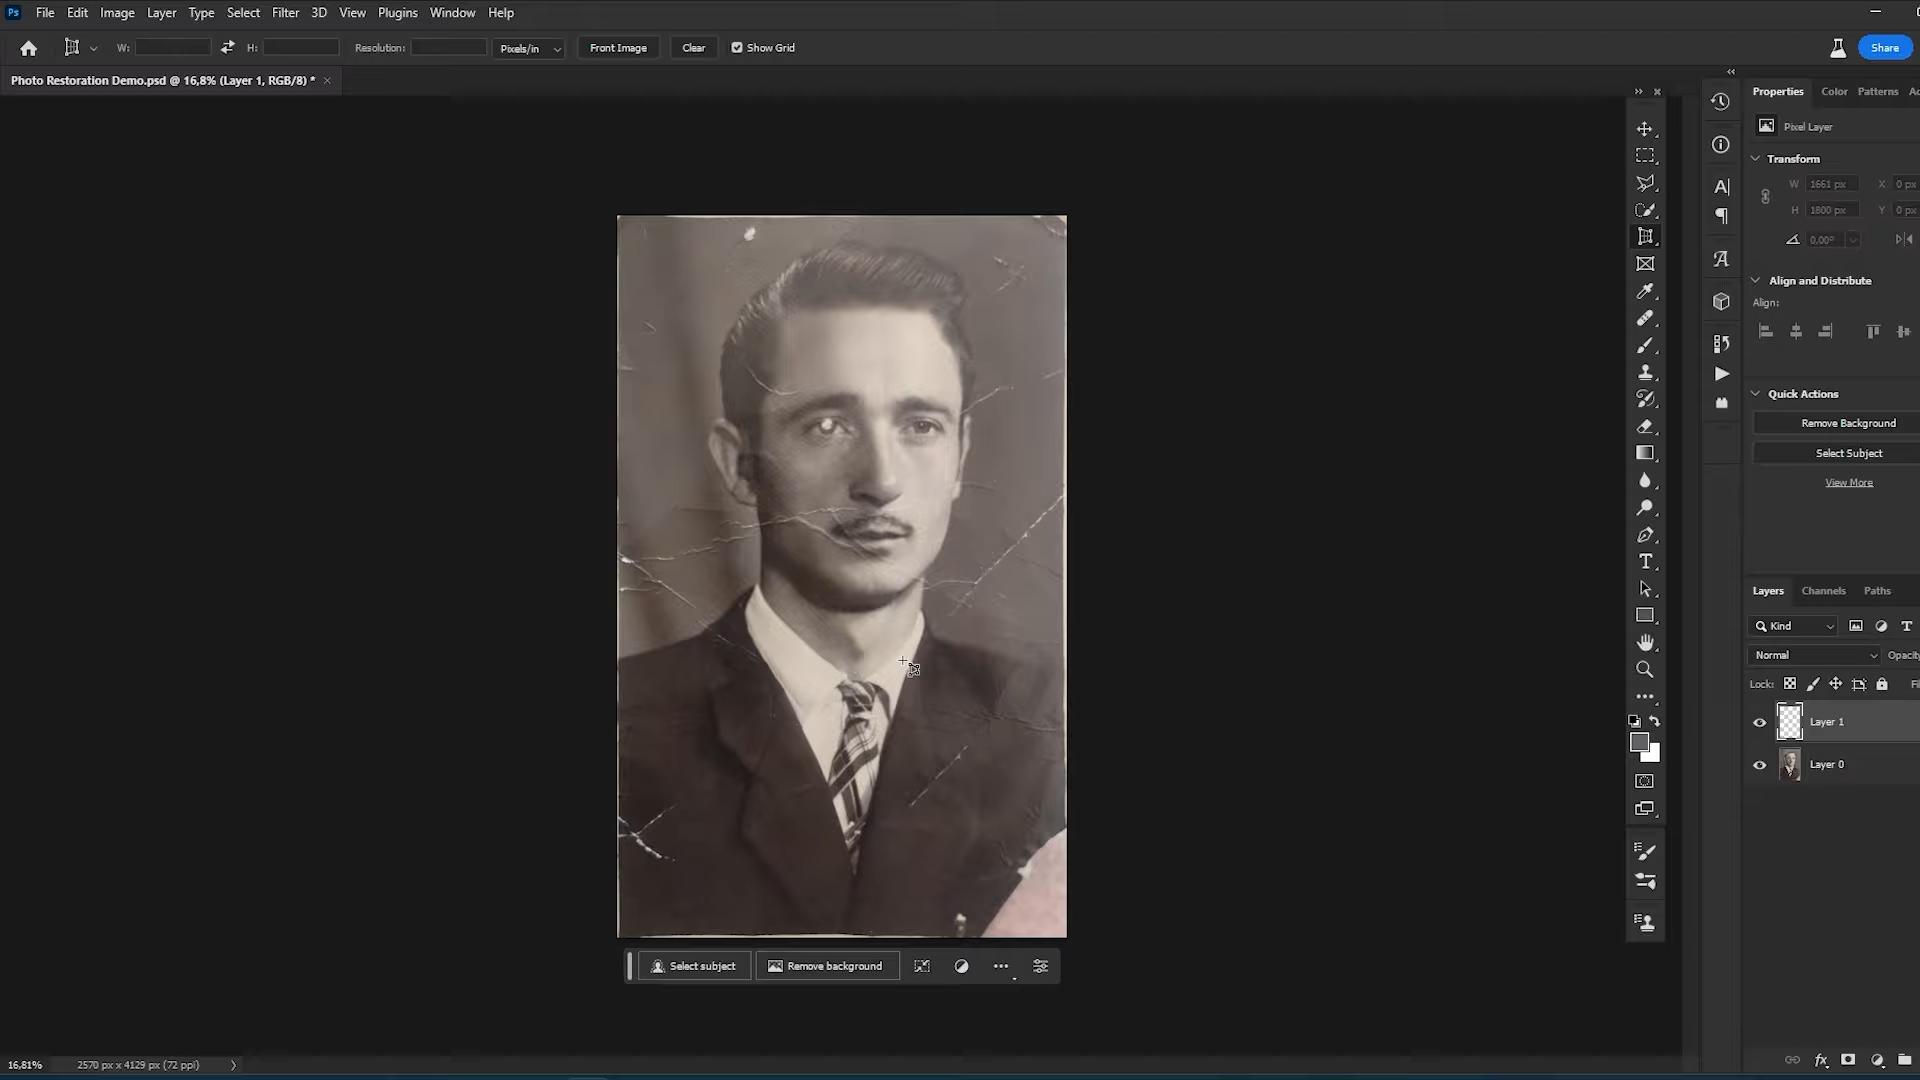 Ps File Edit Image Layer Type Select Filter 3D View Plugins Window Help
W: H: Resolution: Pixels/in Front Image Clear Show Grid Share
Photo Restoration Demo.psd @ 16,8% (Layer 1, RGB/8) * ×
Properties Color Patterns
Pixel Layer
Transform
W 1661 px X 0 px
H 1800 px Y 0 px
0,00°
Align and Distribute
Align:
Quick Actions
Remove Background
Select Subject
View More
Layers Channels Paths
Kind
Normal Opacity
Lock:
Layer 1
Layer 0
Select subject Remove background
16,81% 2570 px x 4129 px (72 ppi)